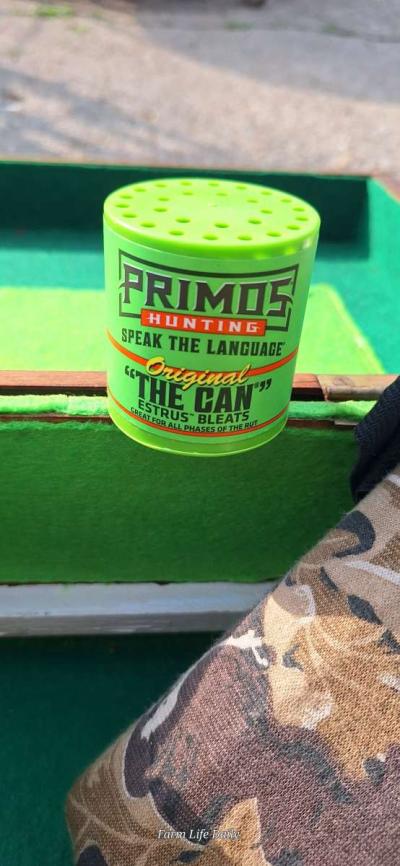 PRIMOS
HUNTING
SPEAK THE LANGUAGE
Original
"THE CAN"
ESTRUS™ BLEATS
GREAT FOR ALL PHASES OF THE RUT
Farm Life Daily